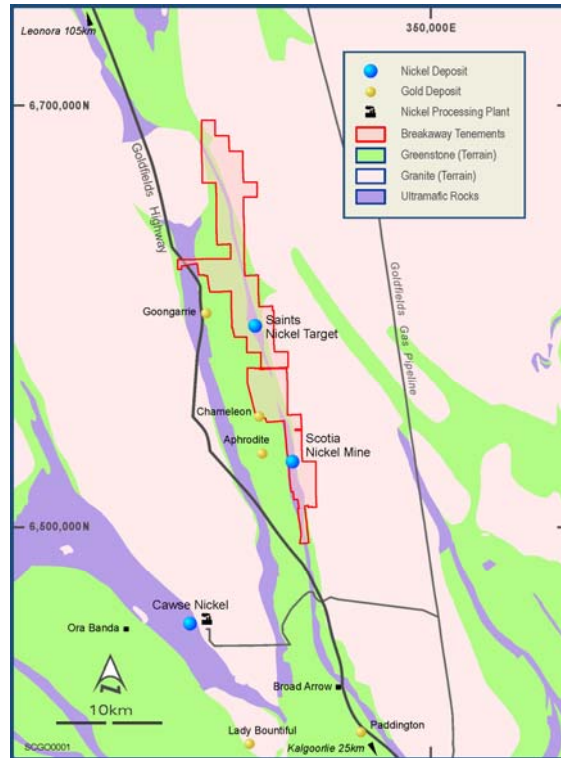 Leonora 105km
350,000E
6,700,000N
Nickel Deposit
Gold Deposit
Nickel Processing Plant
Breakaway Tenements
Greenstone (Terrain)
Granite (Terrain)
Ultramafic Rocks
Goldfields Highway
Goldfields Gas Pipeline
Goongarrie
Saints
Nickel Target
Chameleon
Aphrodite
Scotia
Nickel Mine
6,500,000N
Cawse Nickel
Ora Banda
N
10km
Broad Arrow
Lady Bountiful
Paddington
Kalgoorlie 25km
SCGO0001